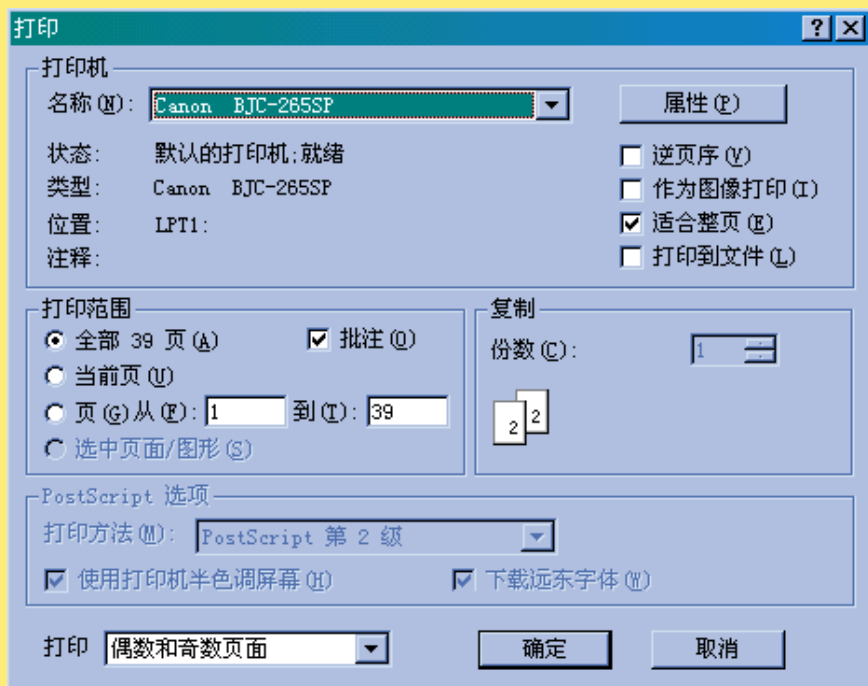 打印
打印机
名称(N): Canon BJC-265SP 属性(P)
状态: 默认的打印机;就绪 逆页序(V)
类型: Canon BJC-265SP 作为图像打印(I)
位置: LPT1: 适合整页(E)
注释: 打印到文件(L)
打印范围
全部 39 页(A) 批注(O)
当前页(U)
页(G)从(F): 1 到(T): 39
选中页面/图形(S)
复制
份数(C): 1
2 2
PostScript 选项
打印方法(M): PostScript 第 2 级
使用打印机半色调屏幕(H) 下载远东字体(W)
打印 偶数和奇数页面 确定 取消